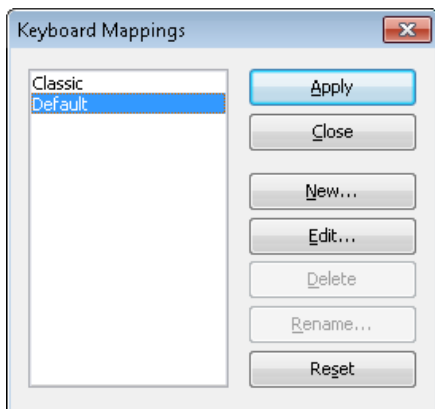 Keyboard Mappings
Classic
Default
Apply
Close
New...
Edit...
Delete
Rename...
Reset